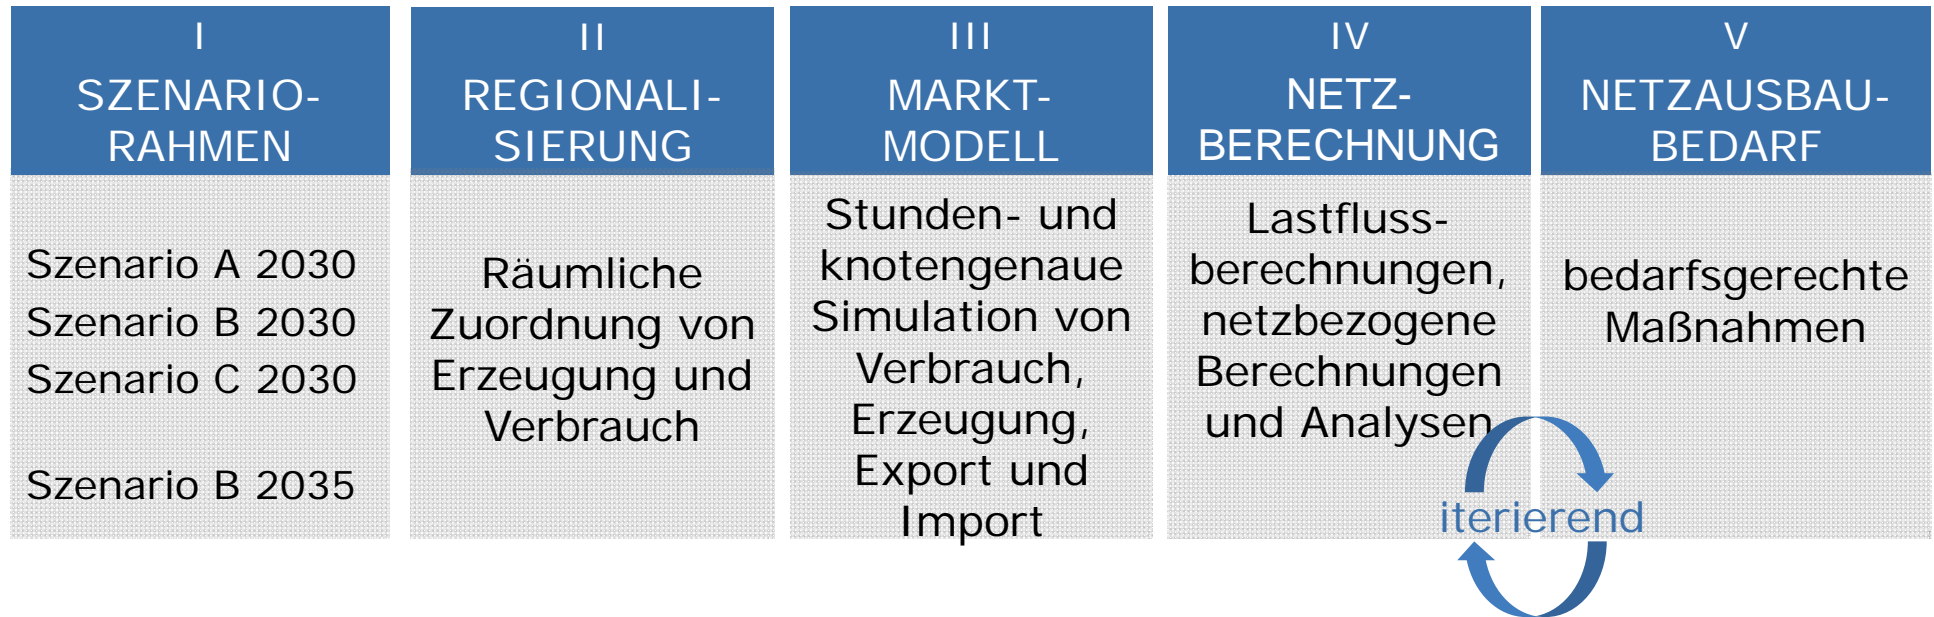 I
SZENARIO-
RAHMEN
Szenario A 2030
Szenario B 2030
Szenario C 2030
Szenario B 2035
II
REGIONALI-
SIERUNG
Räumliche
Zuordnung von
Erzeugung und
Verbrauch
III
MARKT-
MODELL
Stunden- und
knotengenaue
Simulation von
Verbrauch,
Erzeugung,
Export und
Import
IV
NETZ-
BERECHNUNG
Lastfluss-
berechnungen,
netzbezogene
Berechnungen
und Analysen
V
NETZAUSBAU-
BEDARF
bedarfsgerechte
Maßnahmen
iterierend